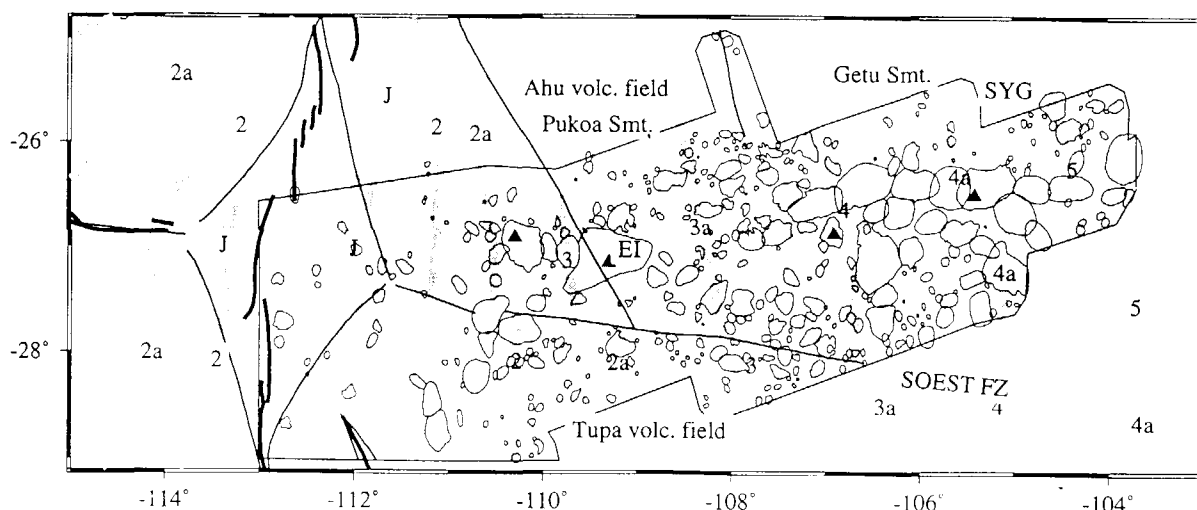 2a
J
Ahu volc. field
Getu Smt.
SYG
2
2
2a
Pukoa Smt.
-26°
4a
5
4
3a
J
J
3
EI
4a
5
-28°
2a
2
2
2a
3
SOEST FZ
3a
4
4a
Tupa volc. field
-114°
-112°
-110°
-108°
-106°
-104°